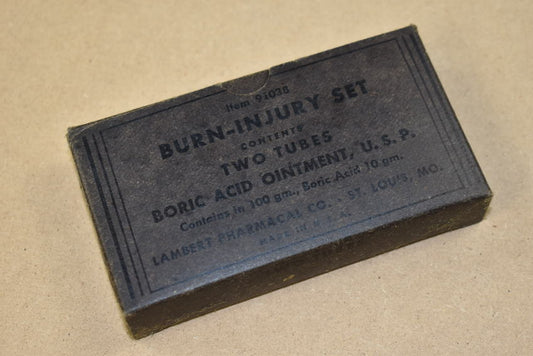 Item 91038
BURN-INJURY SET
CONTENTS
TWO TUBES
BORIC ACID OINTMENT, U. S. P.
Contains in 100 gm., Boric Acid 10 gm.
LAMBERT PHARMACAL CO. - ST. LOUIS, MO.
MADE IN U.S.A.